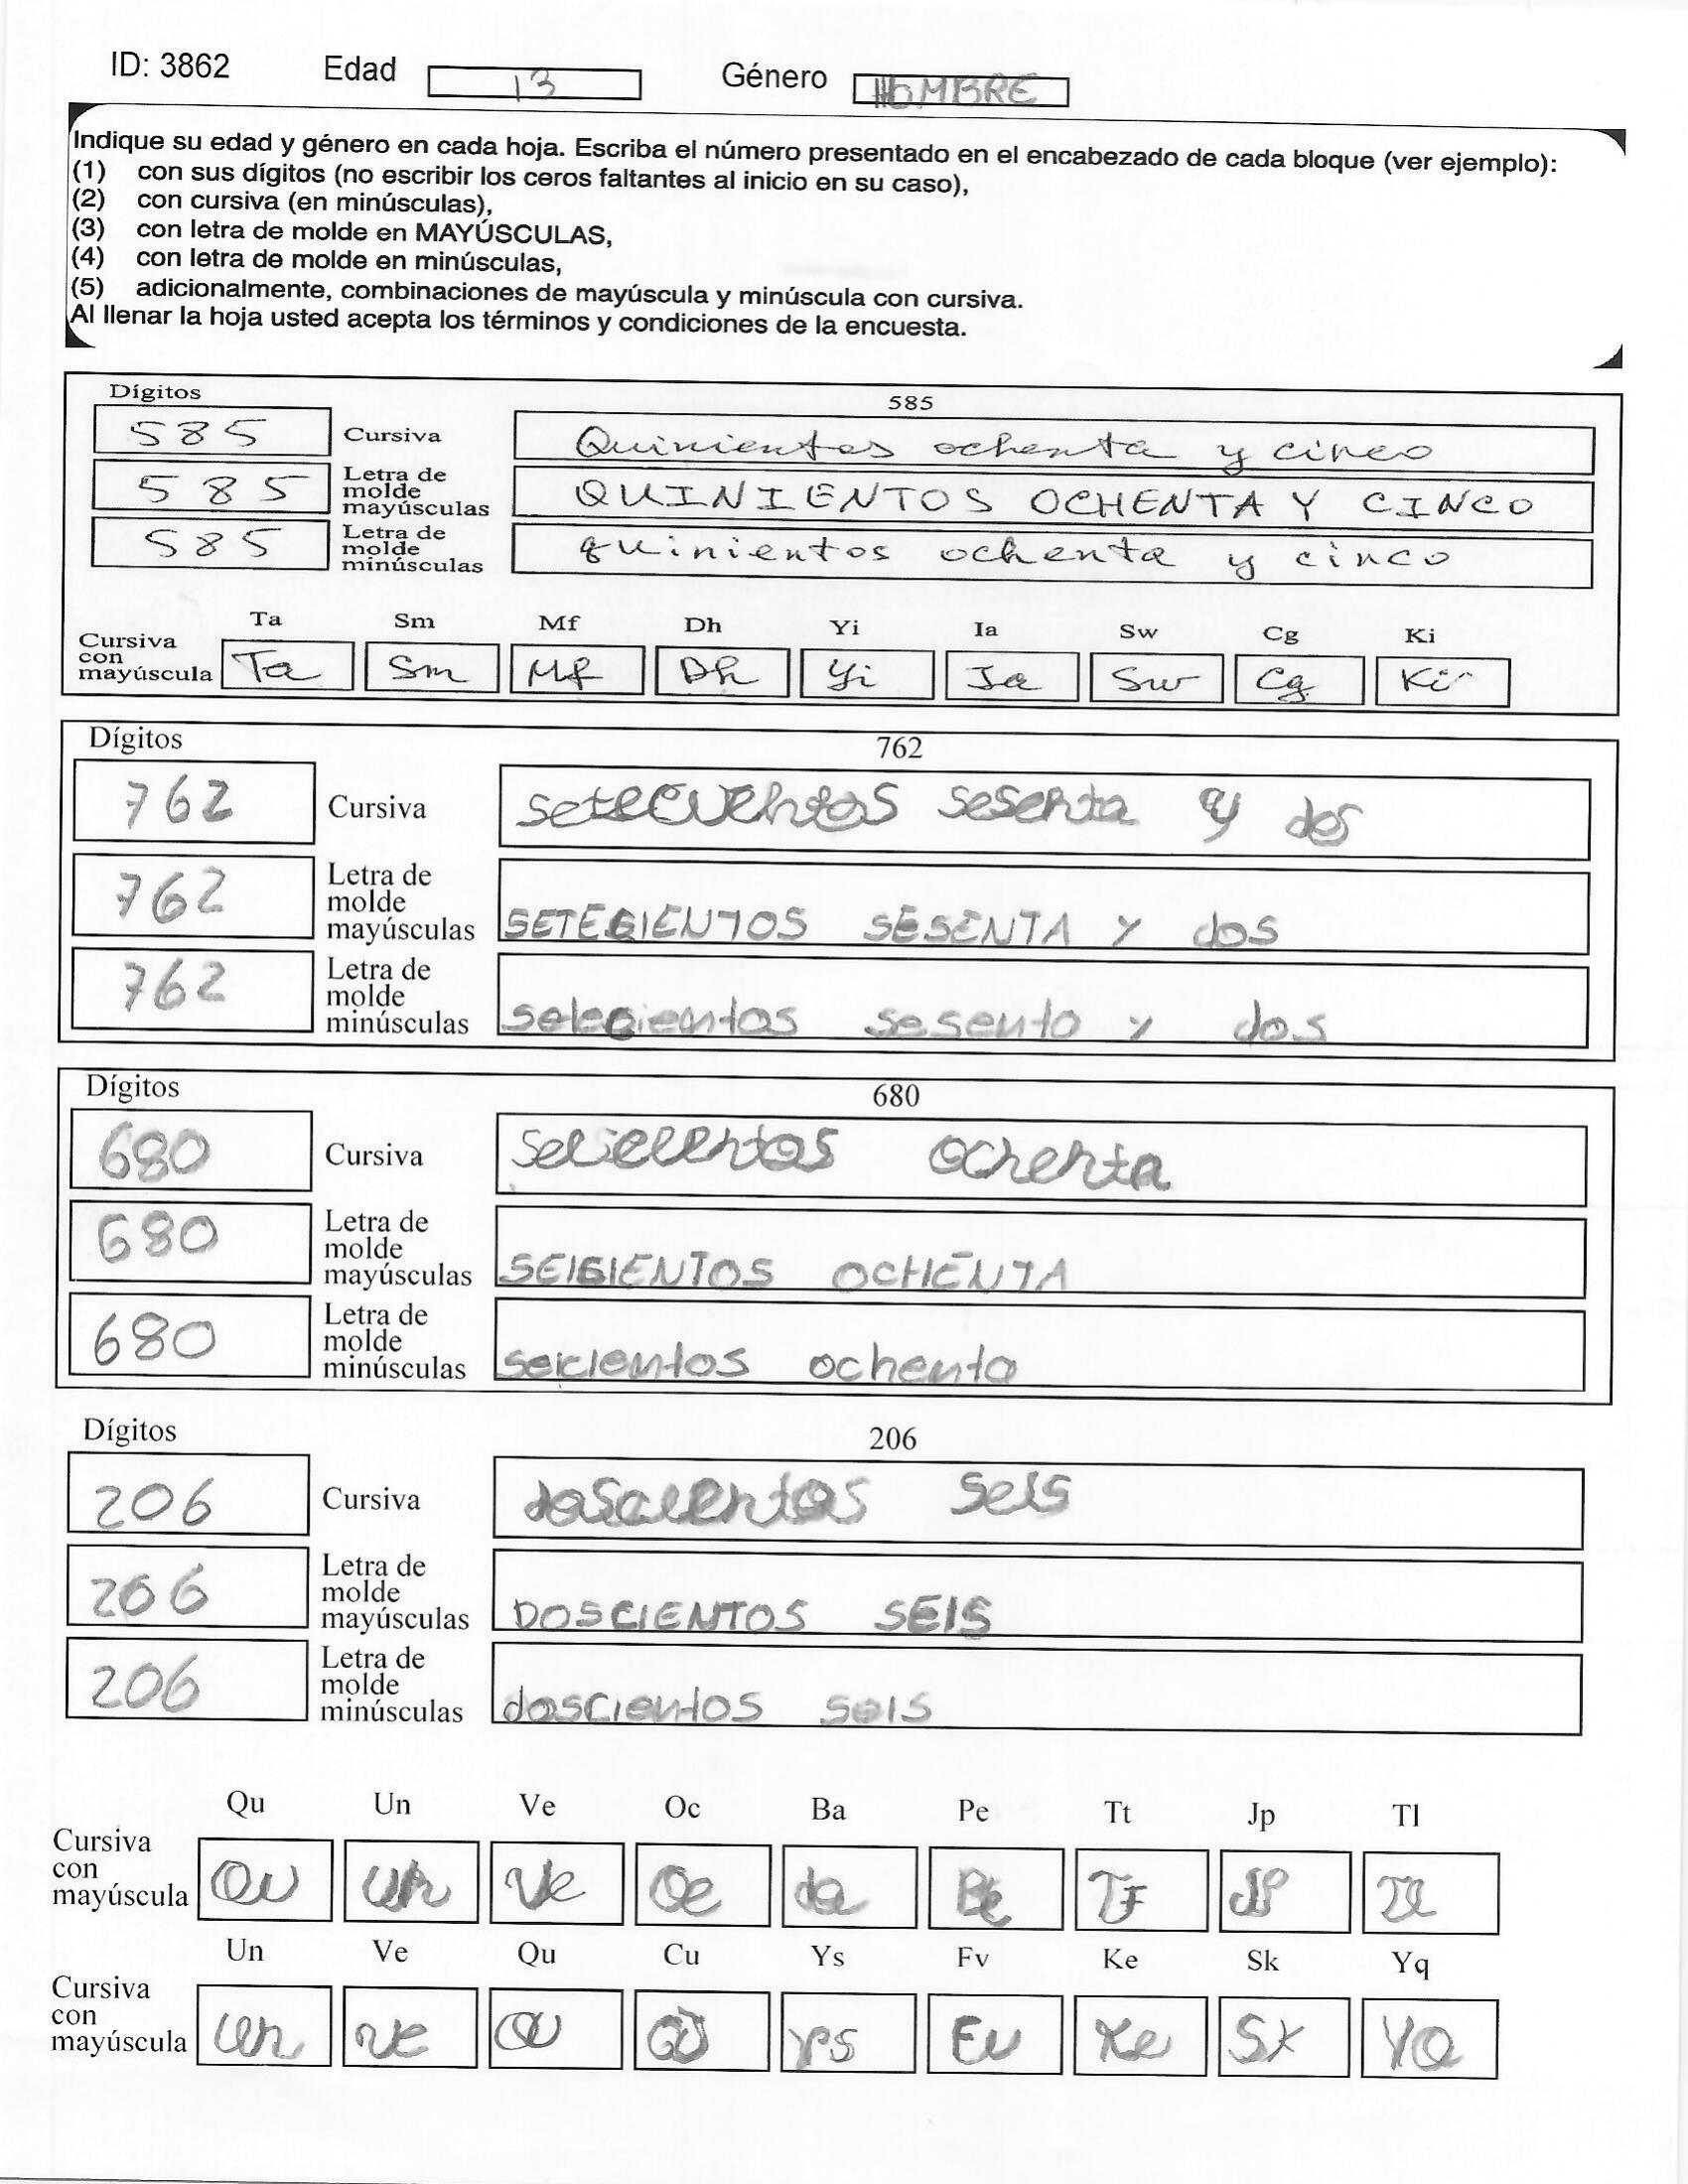 ID: 3862 Edad 13 Género HOMBRE
Indique su edad y género en cada hoja. Escriba el número presentado en el encabezado de cada bloque (ver ejemplo):
(1) con sus dígitos (no escribir los ceros faltantes al inicio en su caso),
(2) con cursiva (en minúsculas),
(3) con letra de molde en MAYÚSCULAS,
(4) con letra de molde en minúsculas,
(5) adicionalmente, combinaciones de mayúscula y minúscula con cursiva.
Al llenar la hoja usted acepta los términos y condiciones de la encuesta.
Dígitos 585
585 Cursiva Quinientos ochenta y cinco
585 Letra de molde mayúsculas QUINIENTOS OCHENTA Y CINCO
585 Letra de molde minúsculas quinientos ochenta y cinco
Ta Sm Mf Dh Yi Ia Sw Cg Ki
Cursiva con mayúscula Ta Sm Mf Dh Yi Ia Sw Cg Ki
Dígitos 762
762 Cursiva setecientos sesenta y dos
762 Letra de molde mayúsculas SETECIENTOS SESENTA Y dOS
762 Letra de molde minúsculas setecientos sesenta y dos
Dígitos 680
680 Cursiva ochenta
680 Letra de molde mayúsculas SEICIENTOS OCHENTA
680 Letra de molde minúsculas seicientos ochenta
Dígitos 206
206 Cursiva doscientos seis
206 Letra de molde mayúsculas DOSCIENTOS SEIS
206 Letra de molde minúsculas doscientos seis
Qu Un Ve Oc Ba Pe Tt Jp Tl
Cursiva con mayúscula Qu Un Ve Oc Pe Tt Jp Tl
Un Ve Qu Cu Ys Fv Ke Sk Yq
Cursiva con mayúscula Un Ve Qu Cu Ys Fv Ke Sk YQ